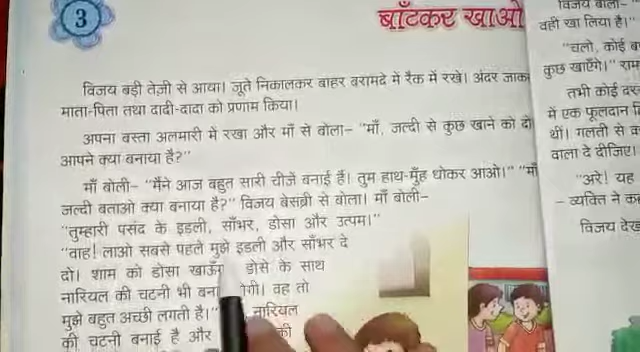 3
बाँटकर खाओ
विजय बड़ी तेज़ी से आया। जूते निकालकर बाहर बरामदे में रैक में रखे। अंदर जाक
माता-पिता तथा दादी-दादा को प्रणाम किया।
अपना बस्ता अलमारी में रखा और माँ से बोला– "माँ, जल्दी से कुछ खाने को दो
आपने क्या बनाया है?"
माँ बोली– "मैंने आज बहुत सारी चीजें बनाई हैं। तुम हाथ-मुँह धोकर आओ।" "माँ
जल्दी बताओ क्या बनाया है?" विजय बेसब्री से बोला। माँ बोली–
"तुम्हारी पसंद के इडली, साँभर, डोसा और उत्पम।"
"वाह! लाओ सबसे पहले मुझे इडली और साँभर दे
दो। शाम को डोसा खाऊँ डोसे के साथ
नारियल की चटनी भी बना वह तो
मुझे बहुत अच्छी लगती है।" नारियल
की चटनी बनाई है और की
विजय बोला–
वही खा लिया है।"
"चलो, कोई ब
कुछ खाएँगे।" राम
तभी कोई दर
में एक फूलदान
थीं। गलती से
वाला दे दीजिए।
"अरे! यह
– व्यक्ति ने क
विजय देख